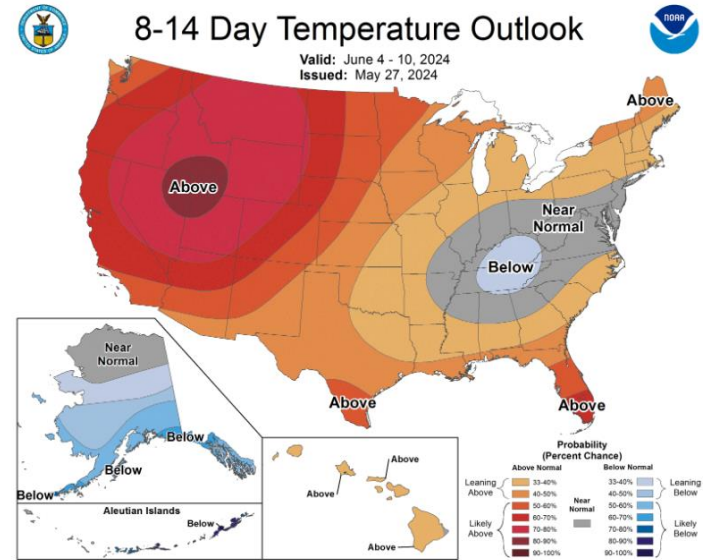 8-14 Day Temperature Outlook
Valid: June 4 - 10, 2024
Issued: May 27, 2024
NOAA
Above
Above
Near
Normal
Below
Above
Above
Near
Normal
Below
Below
Below
Aleutian Islands
Below
Above
Above
Above
Probability
(Percent Chance)
Above Normal
Below Normal
Leaning
Above
33-40%
40-50%
Likely
Above
50-60%
60-70%
70-80%
80-90%
90-100%
Near
Normal
33-40%
40-50%
Leaning
Below
50-60%
60-70%
70-80%
80-90%
90-100%
Likely
Below